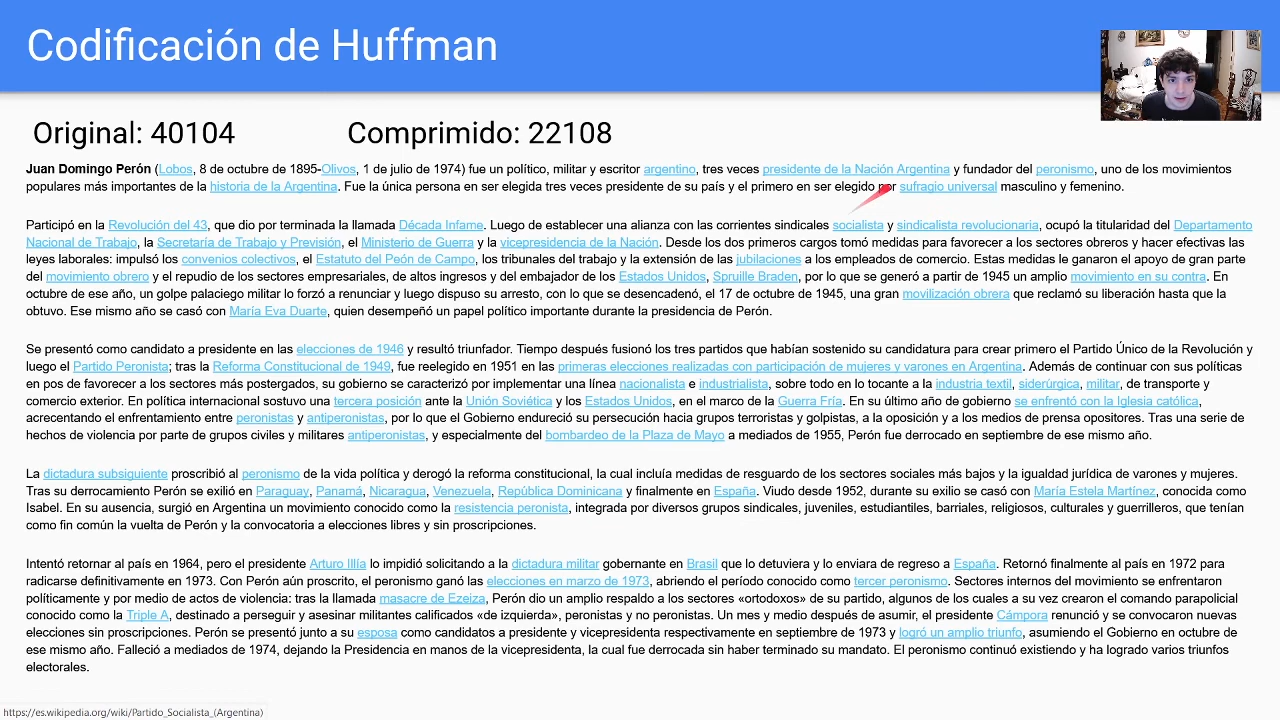 Codificación de Huffman
Original: 40104
Comprimido: 22108
Juan Domingo Perón (Lobos, 8 de octubre de 1895-Olivos, 1 de julio de 1974) fue un político, militar y escritor argentino, tres veces presidente de la Nación Argentina y fundador del peronismo, uno de los movimientos
populares más importantes de la historia de la Argentina. Fue la única persona en ser elegida tres veces presidente de su país y el primero en ser elegido por sufragio universal masculino y femenino.
Participó en la Revolución del 43, que dio por terminada la llamada Década Infame. Luego de establecer una alianza con las corrientes sindicales socialista y sindicalista revolucionaria, ocupó la titularidad del Departamento
Nacional de Trabajo, la Secretaría de Trabajo y Previsión, el Ministerio de Guerra y la vicepresidencia de la Nación. Desde los dos primeros cargos tomó medidas para favorecer a los sectores obreros y hacer efectivas las
leyes laborales: impulsó los convenios colectivos, el Estatuto del Peón de Campo, los tribunales del trabajo y la extensión de las jubilaciones a los empleados de comercio. Estas medidas le ganaron el apoyo de gran parte
del movimiento obrero y el repudio de los sectores empresariales, de altos ingresos y del embajador de los Estados Unidos, Spruille Braden, por lo que se generó a partir de 1945 un amplio movimiento en su contra. En
octubre de ese año, un golpe palaciego militar lo forzó a renunciar y luego dispuso su arresto, con lo que se desencadenó, el 17 de octubre de 1945, una gran movilización obrera que reclamó su liberación hasta que la
obtuvo. Ese mismo año se casó con María Eva Duarte, quien desempeñó un papel político importante durante la presidencia de Perón.
Se presentó como candidato a presidente en las elecciones de 1946 y resultó triunfador. Tiempo después fusionó los tres partidos que habían sostenido su candidatura para crear primero el Partido Único de la Revolución y
luego el Partido Peronista; tras la Reforma Constitucional de 1949, fue reelegido en 1951 en las primeras elecciones realizadas con participación de mujeres y varones en Argentina. Además de continuar con sus políticas
en pos de favorecer a los sectores más postergados, su gobierno se caracterizó por implementar una línea nacionalista e industrialista, sobre todo en lo tocante a la industria textil, siderúrgica, militar, de transporte y
comercio exterior. En política internacional sostuvo una tercera posición ante la Unión Soviética y los Estados Unidos, en el marco de la Guerra Fría. En su último año de gobierno se enfrentó con la Iglesia católica,
acrecentando el enfrentamiento entre peronistas y antiperonistas, por lo que el Gobierno endureció su persecución hacia grupos terroristas y golpistas, a la oposición y a los medios de prensa opositores. Tras una serie de
hechos de violencia por parte de grupos civiles y militares antiperonistas, y especialmente del bombardeo de la Plaza de Mayo a mediados de 1955, Perón fue derrocado en septiembre de ese mismo año.
La dictadura subsiguiente proscribió al peronismo de la vida política y derogó la reforma constitucional, la cual incluía medidas de resguardo de los sectores sociales más bajos y la igualdad jurídica de varones y mujeres.
Tras su derrocamiento Perón se exilió en Paraguay, Panamá, Nicaragua, Venezuela, República Dominicana y finalmente en España. Viudo desde 1952, durante su exilio se casó con María Estela Martínez, conocida como
Isabel. En su ausencia, surgió en Argentina un movimiento conocido como la resistencia peronista, integrada por diversos grupos sindicales, juveniles, estudiantiles, barriales, religiosos, culturales y guerrilleros, que tenían
como fin común la vuelta de Perón y la convocatoria a elecciones libres y sin proscripciones.
Intentó retornar al país en 1964, pero el presidente Arturo Illia lo impidió solicitando a la dictadura militar gobernante en Brasil que lo detuviera y lo enviara de regreso a España. Retornó finalmente al país en 1972 para
radicarse definitivamente en 1973. Con Perón aún proscrito, el peronismo ganó las elecciones en marzo de 1973, abriendo el período conocido como tercer peronismo. Sectores internos del movimiento se enfrentaron
políticamente y por medio de actos de violencia: tras la llamada masacre de Ezeiza, Perón dio un amplio respaldo a los sectores «ortodoxos» de su partido, algunos de los cuales a su vez crearon el comando parapolicial
conocido como la Triple A, destinado a perseguir y asesinar militantes calificados «de izquierda», peronistas y no peronistas. Un mes y medio después de asumir, el presidente Cámpora renunció y se convocaron nuevas
elecciones sin proscripciones. Perón se presentó junto a su esposa como candidatos a presidente y vicepresidenta respectivamente en septiembre de 1973 y logró un amplio triunfo, asumiendo el Gobierno en octubre de
ese mismo año. Falleció a mediados de 1974, dejando la Presidencia en manos de la vicepresidenta, la cual fue derrocada sin haber terminado su mandato. El peronismo continuó existiendo y ha logrado varios triunfos
electorales.
https://es.wikipedia.org/wiki/Partido_Socialista_(Argentina)